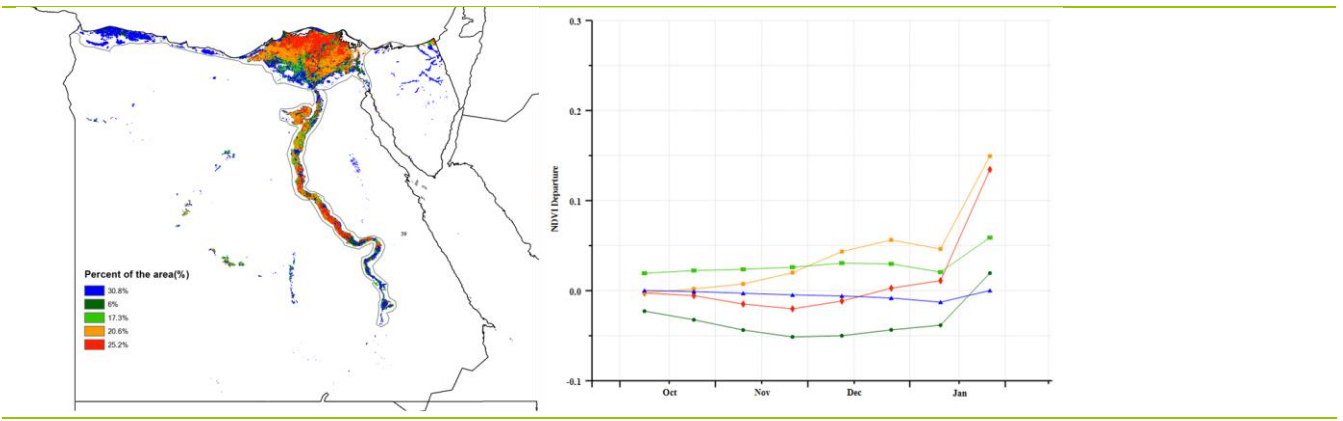 38
Percent of the area(%)
30.8%
6%
17.3%
20.6%
25.2%
NDVI Departure
0.3
0.2
0.1
0.0
-0.1
Oct
Nov
Dec
Jan